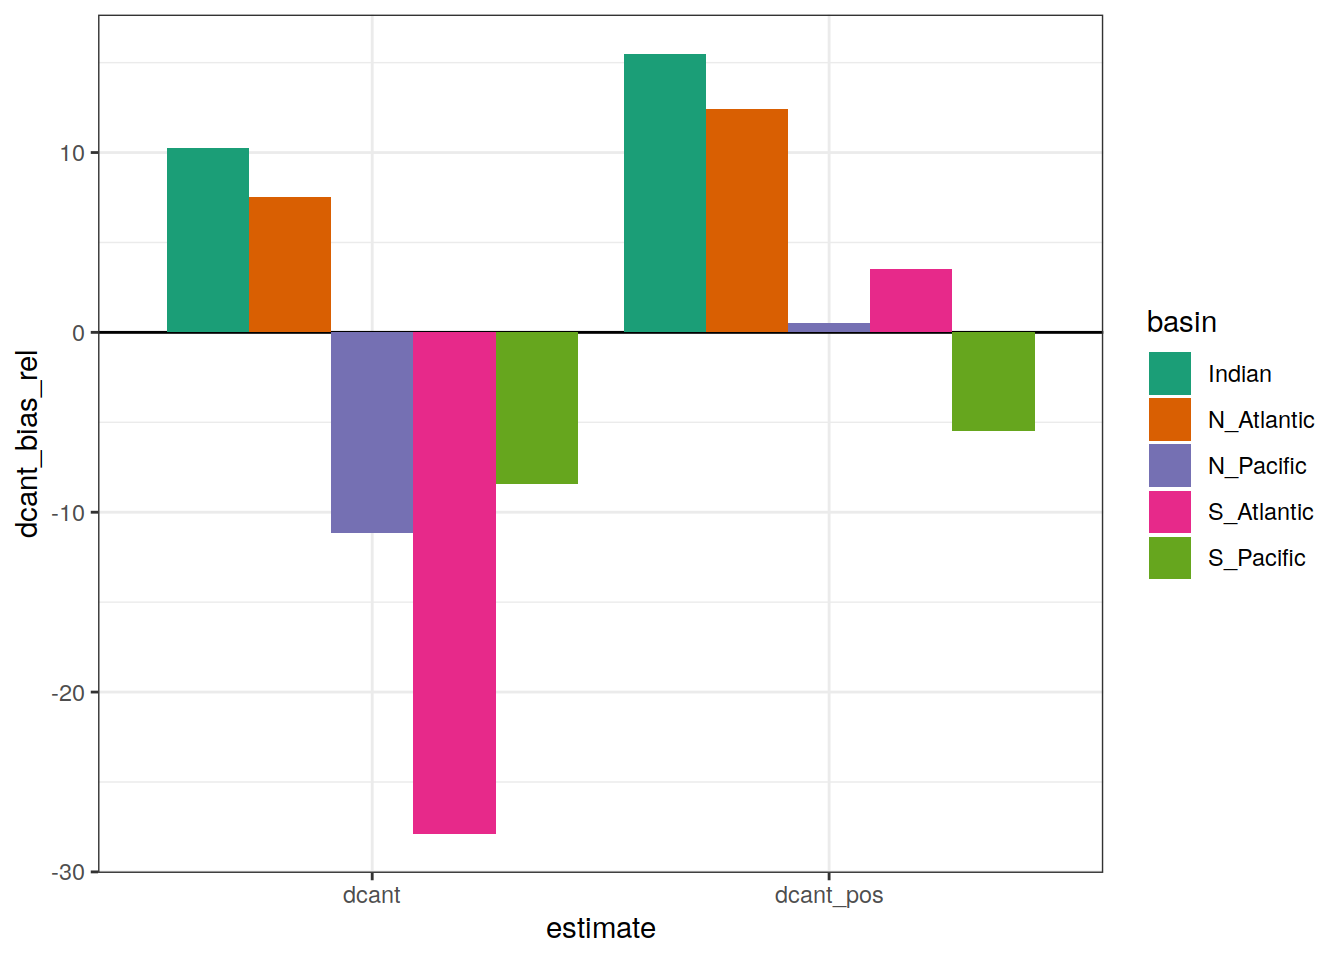 10
0
-10
-20
-30
dcant_bias_rel
dcant
dcant_pos
estimate
basin
Indian
N_Atlantic
N_Pacific
S_Atlantic
S_Pacific